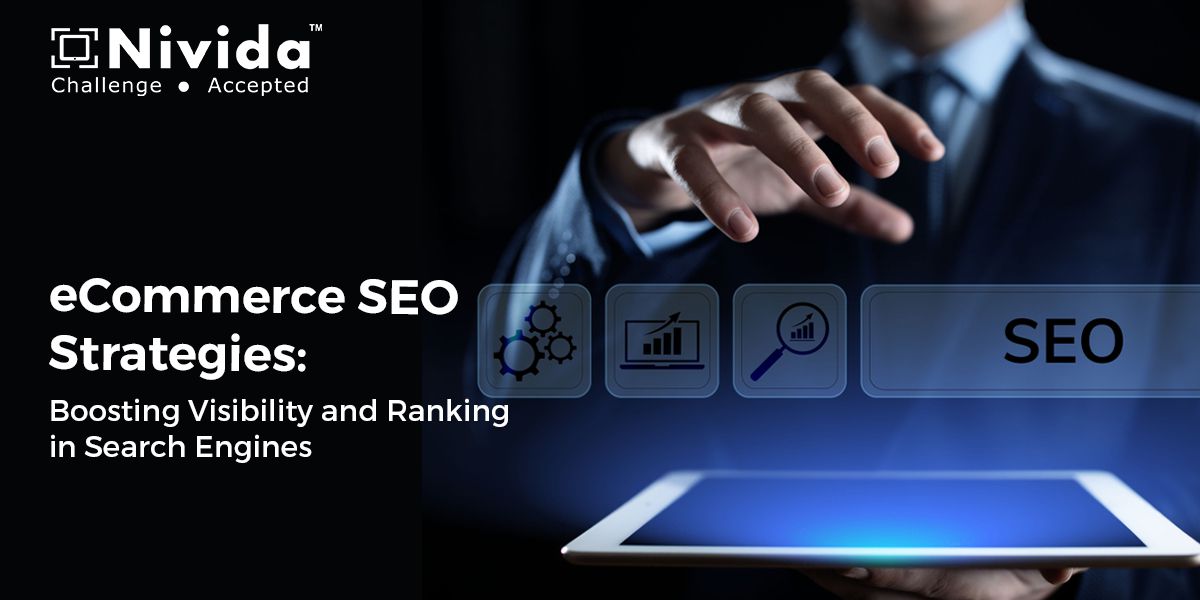 Nivida™
Challenge • Accepted
eCommerce SEO
Strategies:
Boosting Visibility and Ranking
in Search Engines
SEO